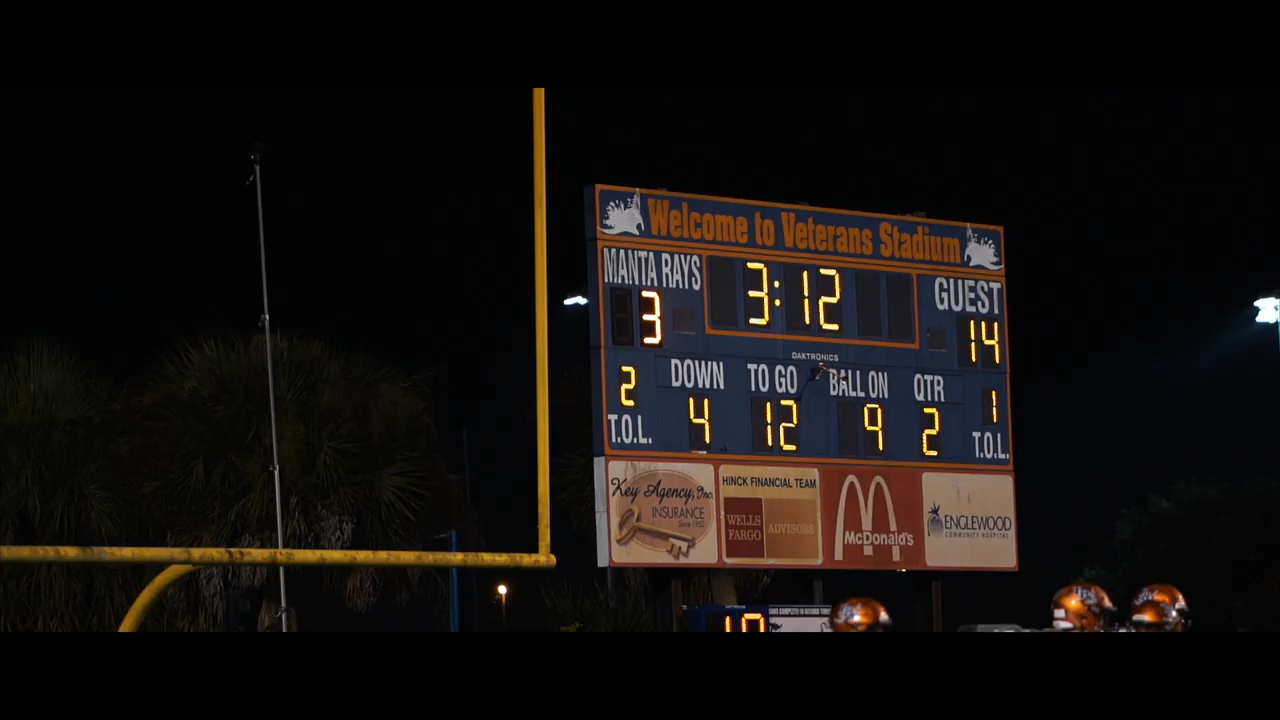 Welcome to Veterans Stadium
MANTA RAYS
3:12
GUEST
3
14
DAKTRONICS
2
DOWN
TO GO
BALL ON
QTR
1
4
12
9
2
T.O.L.
T.O.L.
Key Agency, Inc.
INSURANCE
Since 1952
HINCK FINANCIAL TEAM
WELLS
FARGO
ADVISORS
McDonald's
ENGLEWOOD
COMMUNITY HOSPITAL